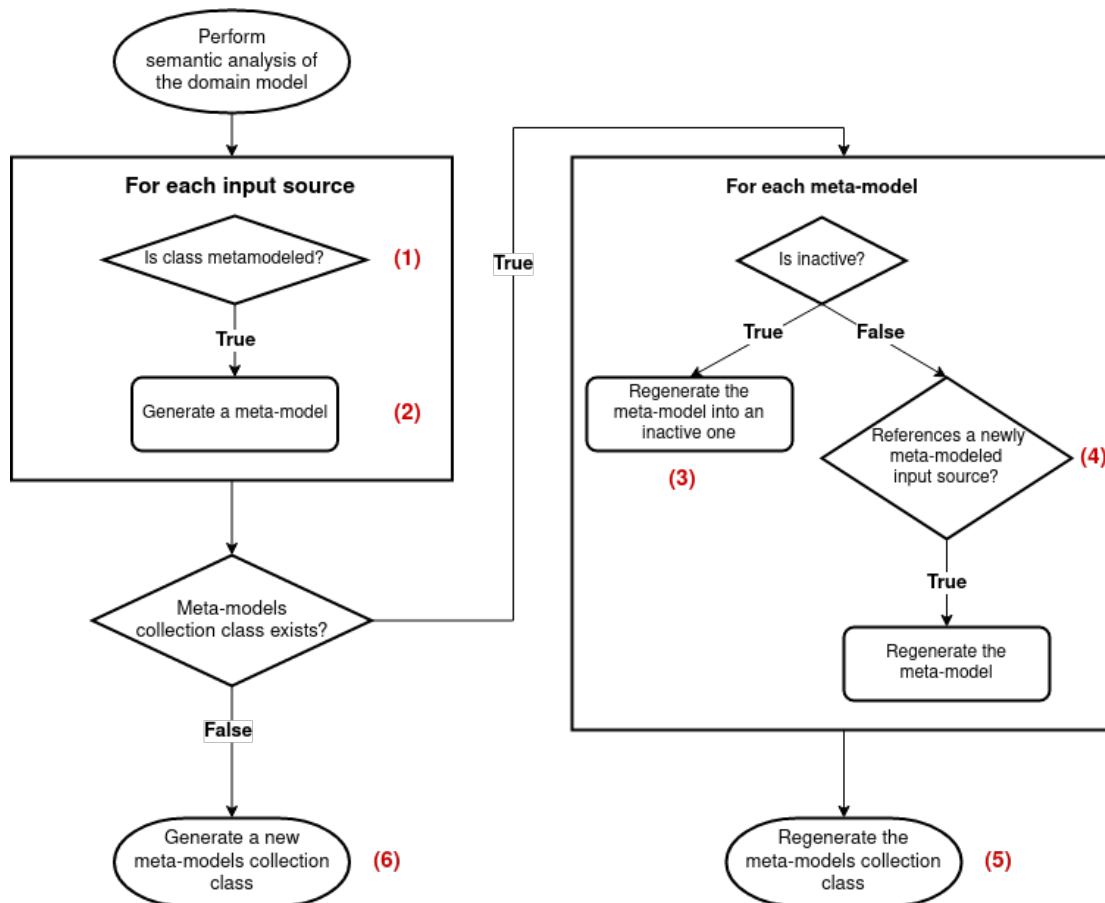 Perform
semantic analysis of
the domain model
For each input source
Is class metamodeled?
(1)
True
Generate a meta-model
(2)
Meta-models
collection class exists?
True
False
Generate a new
meta-models collection
class
(6)
For each meta-model
Is inactive?
True
False
Regenerate the
meta-model into an
inactive one
(3)
References a newly
meta-modeled
input source?
(4)
True
Regenerate the
meta-model
Regenerate the
meta-models collection
class
(5)